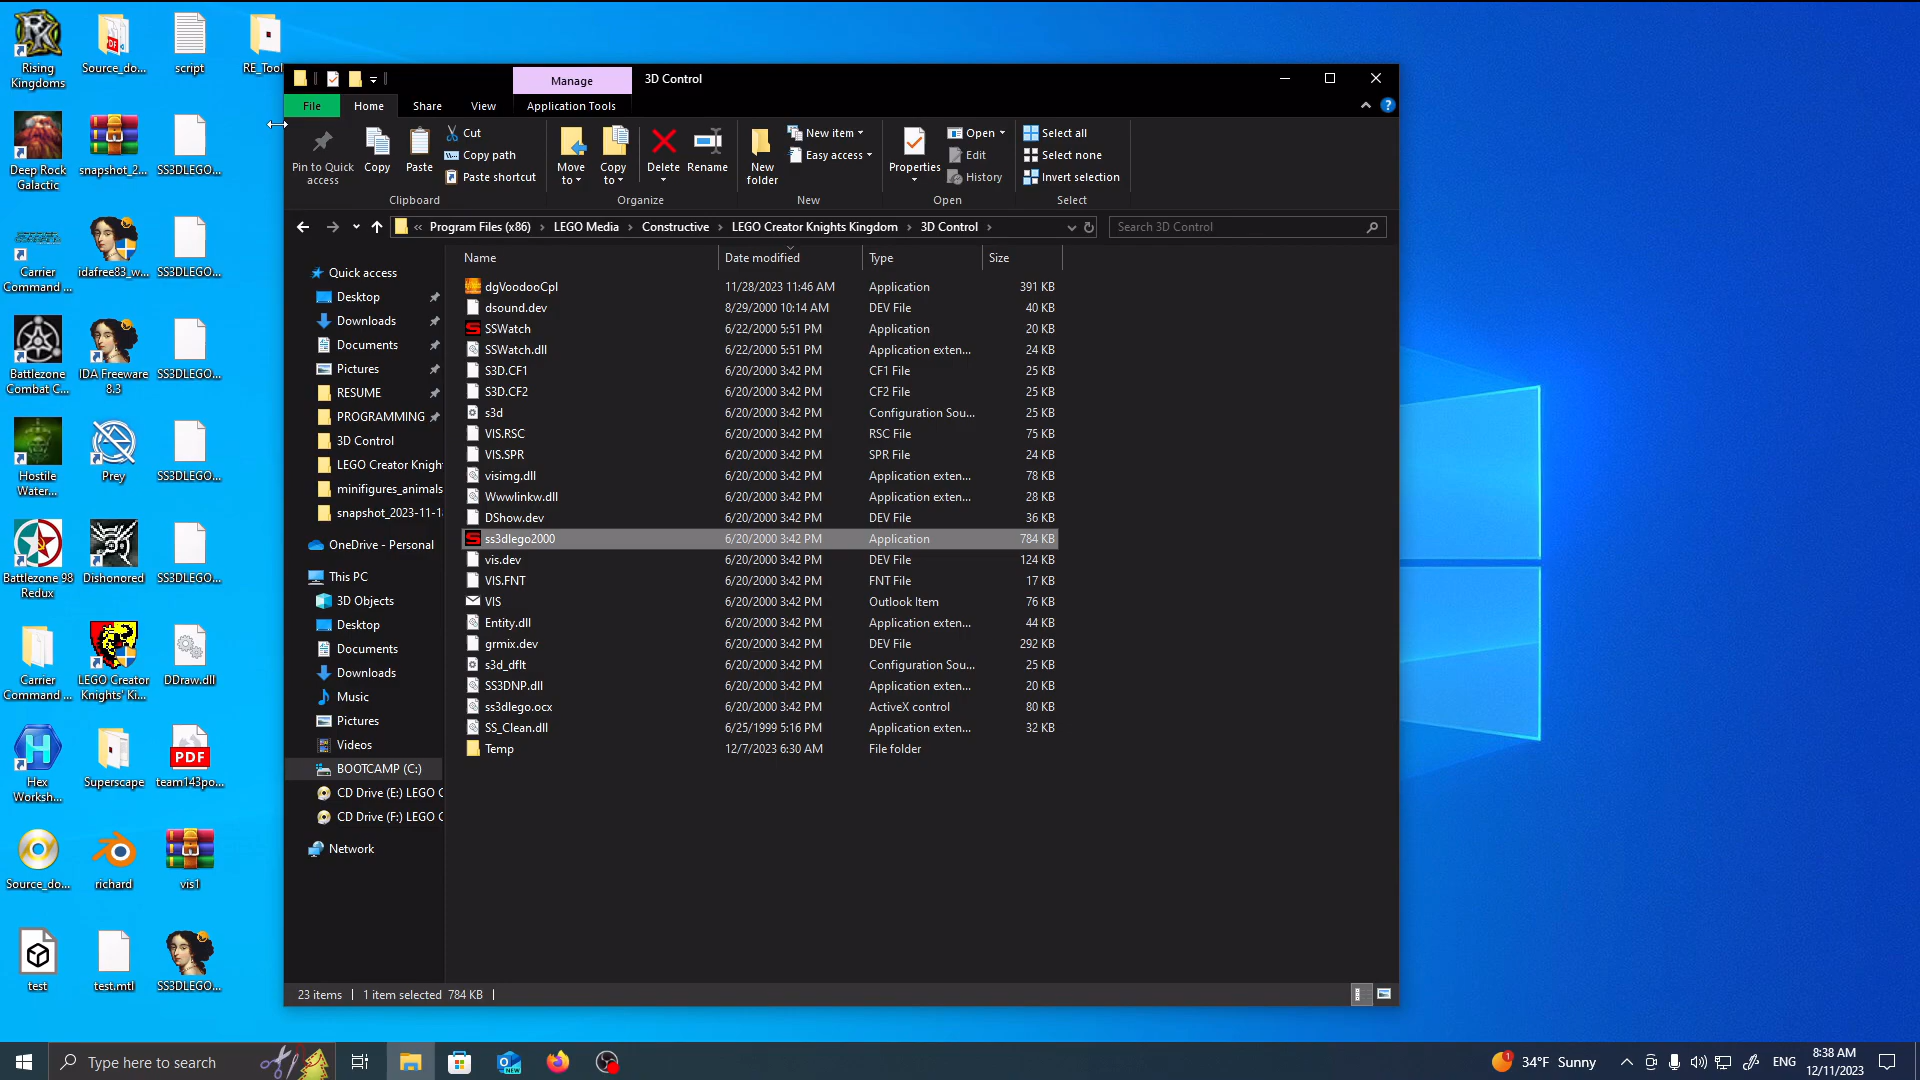 Rising
Kingdoms
Source_do...
script
RE_Tool
Deep Rock
Galactic
snapshot_2...
SS3DLEGO...
Carrier
Command ...
idafree83_w...
SS3DLEGO...
Battlezone
Combat C...
IDA Freeware
8.3
SS3DLEGO...
Hostile
Water...
Prey
SS3DLEGO...
Battlezone 98
Redux
Dishonored
SS3DLEGO...
Carrier
Command ...
LEGO Creator
Knights' Ki...
DDraw.dll
Hex
Worksh...
Superscape
PDF
team143po...
Source_do...
richard
vis1
test
test.mtl
SS3DLEGO...
Manage
3D Control
File
Home
Share
View
Application Tools
Pin to Quick
access
Copy
Paste
Cut
Copy path
Paste shortcut
Clipboard
Move
to
Copy
to
Delete
Rename
Organize
New
folder
New item
Easy access
New
Properties
Open
Edit
History
Open
Select all
Select none
Invert selection
Select
« Program Files (x86) › LEGO Media › Constructive › LEGO Creator Knights Kingdom › 3D Control ›
Search 3D Control
Quick access
Desktop
Downloads
Documents
Pictures
RESUME
PROGRAMMING
3D Control
LEGO Creator Knigh
minifigures_animals
snapshot_2023-11-1
OneDrive - Personal
This PC
3D Objects
Desktop
Documents
Downloads
Music
Pictures
Videos
BOOTCAMP (C:)
CD Drive (E:) LEGO C
CD Drive (F:) LEGO C
Network
Name Date modified Type Size
dgVoodooCpl 11/28/2023 11:46 AM Application 391 KB
dsound.dev 8/29/2000 10:14 AM DEV File 40 KB
SSWatch 6/22/2000 5:51 PM Application 20 KB
SSWatch.dll 6/22/2000 5:51 PM Application exten... 24 KB
S3D.CF1 6/20/2000 3:42 PM CF1 File 25 KB
S3D.CF2 6/20/2000 3:42 PM CF2 File 25 KB
s3d 6/20/2000 3:42 PM Configuration Sou... 25 KB
VIS.RSC 6/20/2000 3:42 PM RSC File 75 KB
VIS.SPR 6/20/2000 3:42 PM SPR File 24 KB
visimg.dll 6/20/2000 3:42 PM Application exten... 78 KB
Wwwlinkw.dll 6/20/2000 3:42 PM Application exten... 28 KB
DShow.dev 6/20/2000 3:42 PM DEV File 36 KB
ss3dlego2000 6/20/2000 3:42 PM Application 784 KB
vis.dev 6/20/2000 3:42 PM DEV File 124 KB
VIS.FNT 6/20/2000 3:42 PM FNT File 17 KB
VIS 6/20/2000 3:42 PM Outlook Item 76 KB
Entity.dll 6/20/2000 3:42 PM Application exten... 44 KB
grmix.dev 6/20/2000 3:42 PM DEV File 292 KB
s3d_dflt 6/20/2000 3:42 PM Configuration Sou... 25 KB
SS3DNP.dll 6/20/2000 3:42 PM Application exten... 20 KB
ss3dlego.ocx 6/20/2000 3:42 PM ActiveX control 80 KB
SS_Clean.dll 6/25/1999 5:16 PM Application exten... 32 KB
Temp 12/7/2023 6:30 AM File folder
23 items
1 item selected 784 KB
Type here to search
NEW
1
34°F Sunny
ENG
8:38 AM
12/11/2023